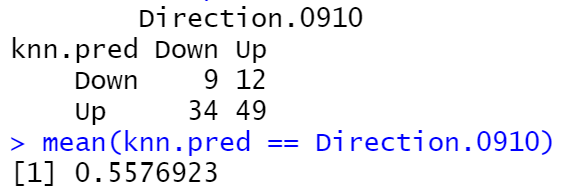 Direction.0910
knn.pred Down Up
Down 9 12
Up 34 49
> mean(knn.pred == Direction.0910)
[1] 0.5576923